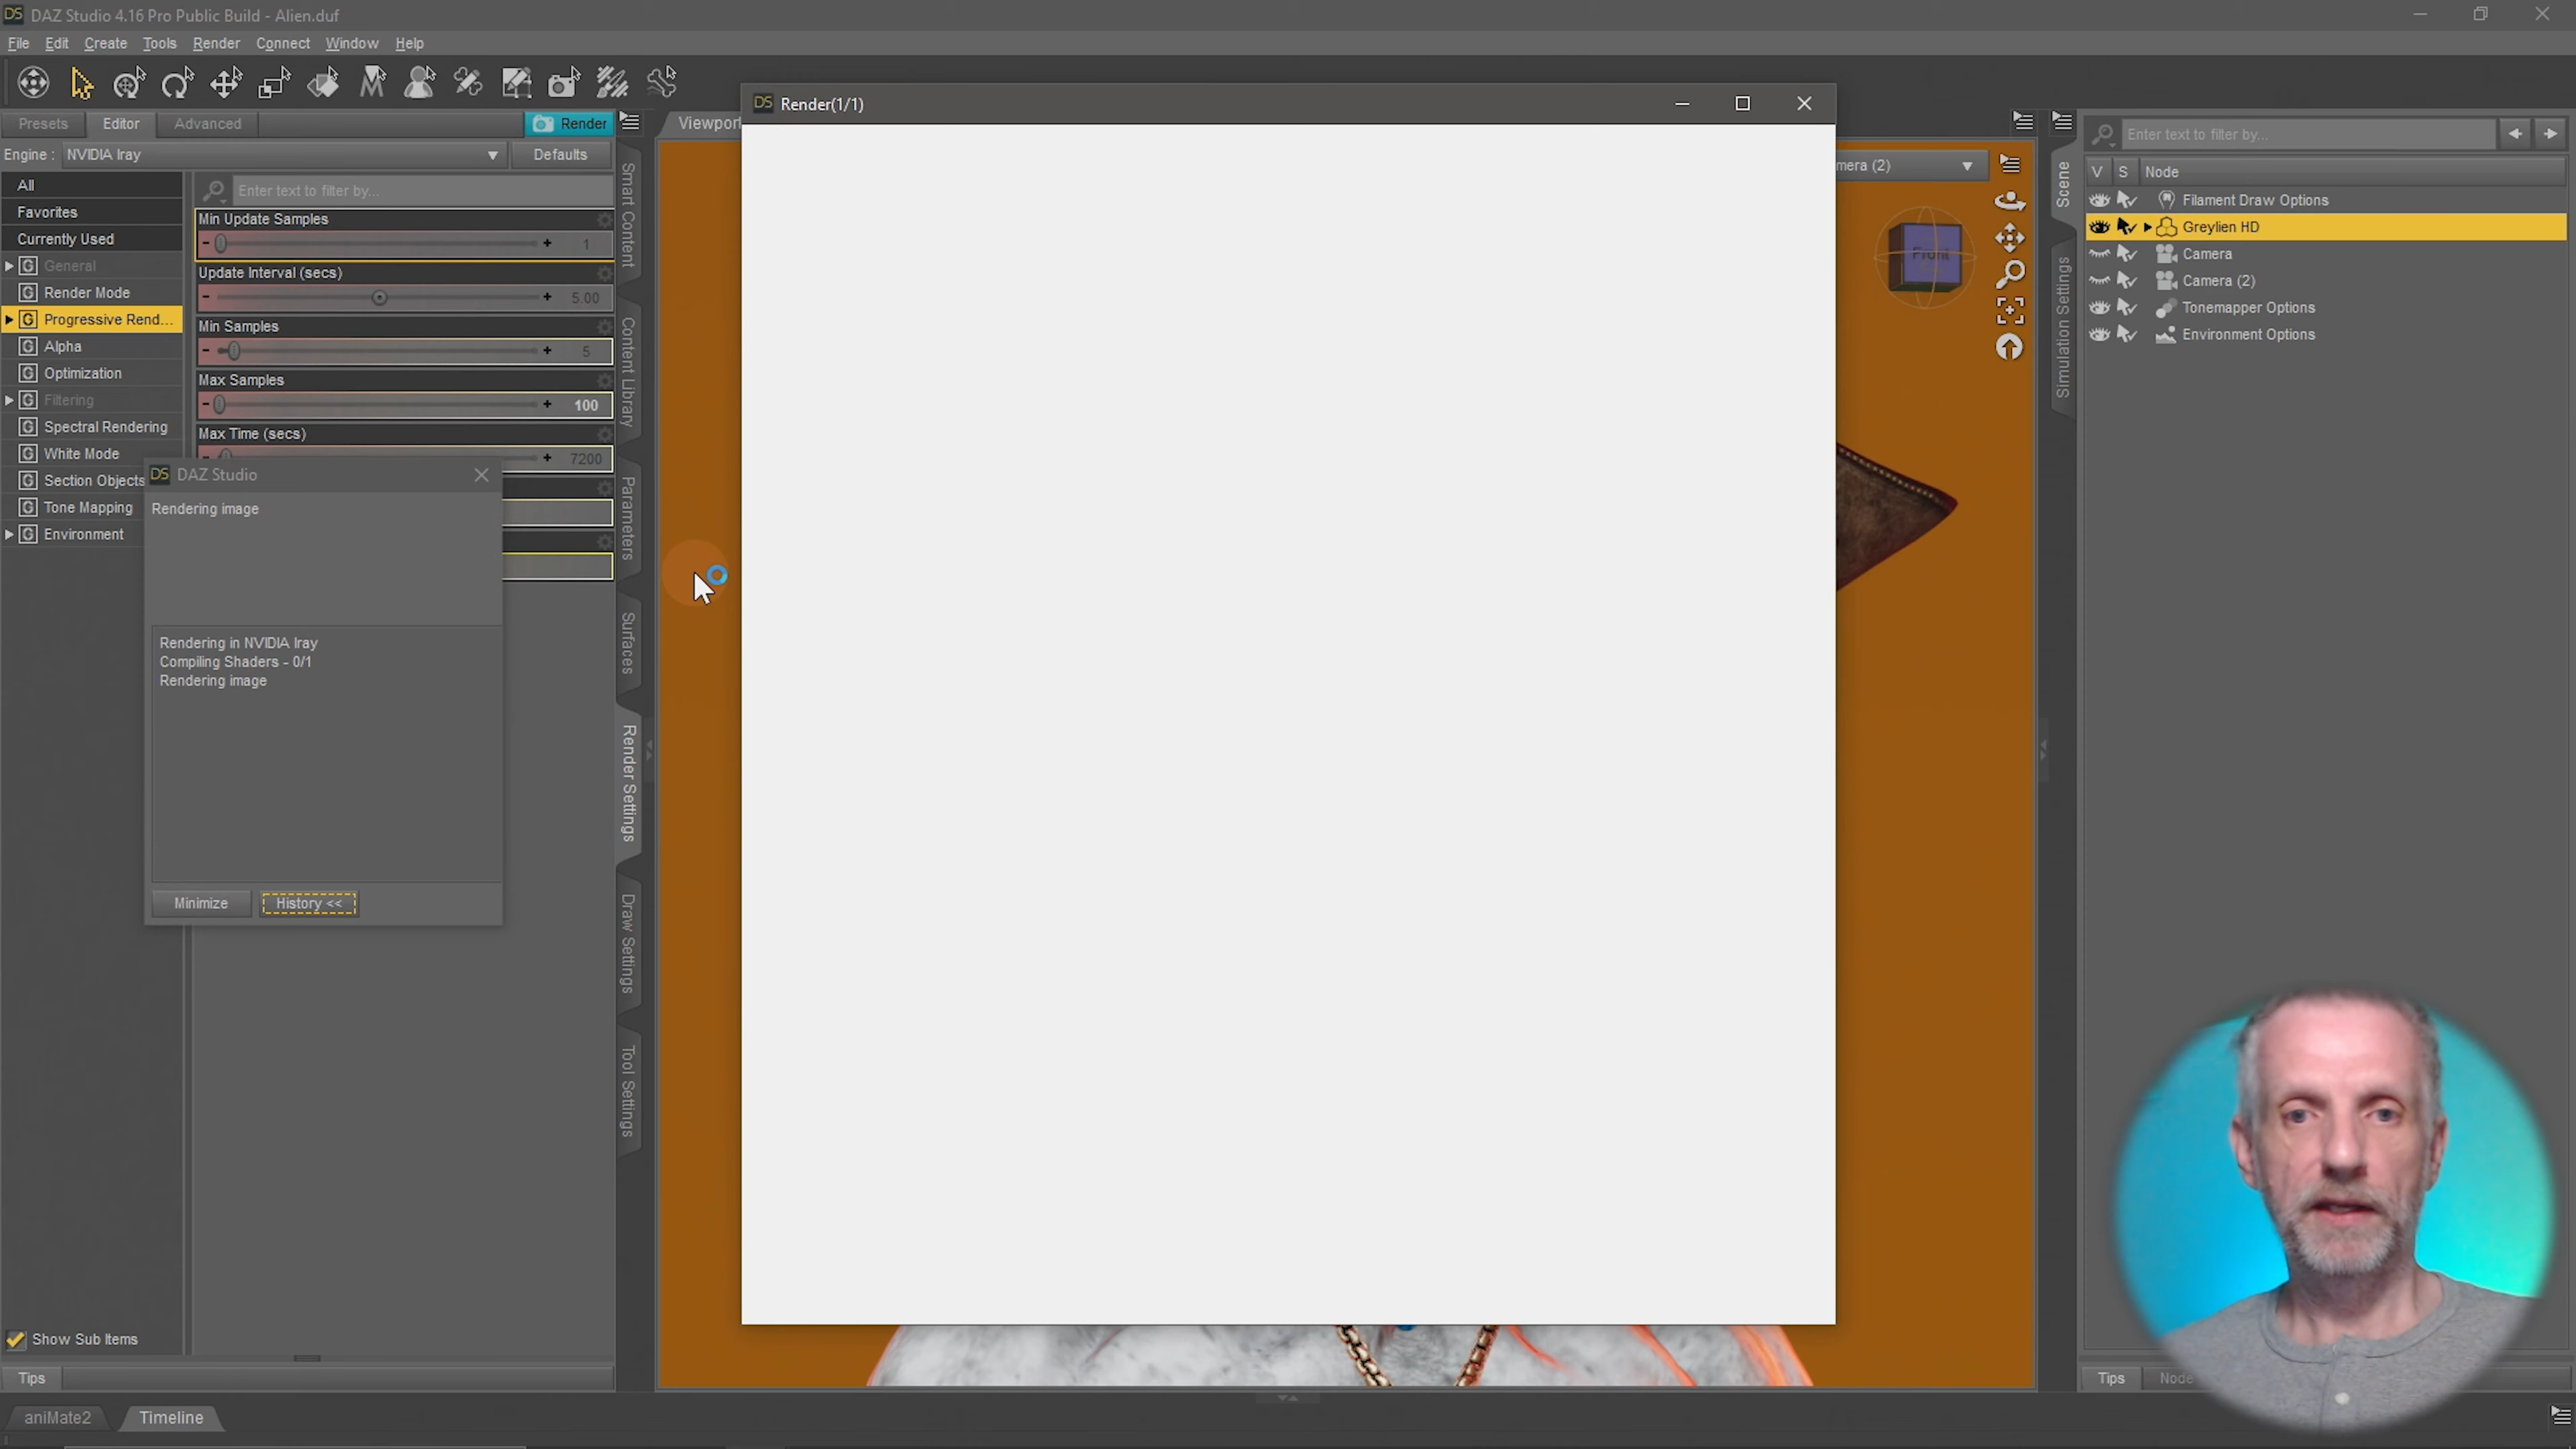 DAZ Studio 4.16 Pro Public Build - Alien.duf
File Edit Create Tools Render Connect Window Help
Presets Editor Advanced Render
Engine : NVIDIA Iray Defaults
All
Favorites
Currently Used
General
Render Mode
Progressive Rend...
Alpha
Optimization
Filtering
Spectral Rendering
White Mode
Section Objects
Tone Mapping
Environment
Enter text to filter by...
Min Update Samples
1
Update Interval (secs)
5.00
Min Samples
5
Max Samples
100
Max Time (secs)
7200
DS DAZ Studio
Rendering image
Rendering in NVIDIA Iray
Compiling Shaders - 0/1
Rendering image
Minimize History <<
Show Sub Items
Tips
aniMate2 Timeline
Smart Content
Content Library
Parameters
Surfaces
Render Settings
Draw Settings
Tool Settings
Viewport
DS Render(1/1)
mera (2)
Front
Scene
Simulation Settings
Enter text to filter by...
V S Node
Filament Draw Options
Greylien HD
Camera
Camera (2)
Tonemapper Options
Environment Options
Tips Node